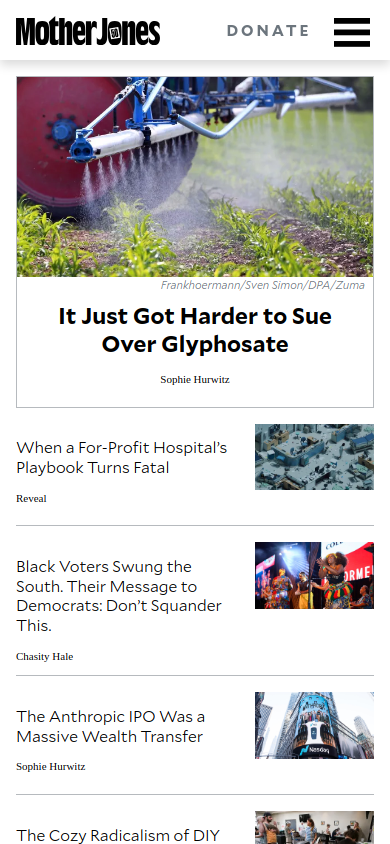 Mother Jones
DONATE
Frankhoermann/Sven Simon/DPA/Zuma
It Just Got Harder to Sue
Over Glyphosate
Sophie Hurwitz
When a For-Profit Hospital’s
Playbook Turns Fatal
Reveal
Black Voters Swung the
South. Their Message to
Democrats: Don’t Squander
This.
Chasity Hale
The Anthropic IPO Was a
Massive Wealth Transfer
Nasdaq
Sophie Hurwitz
The Cozy Radicalism of DIY